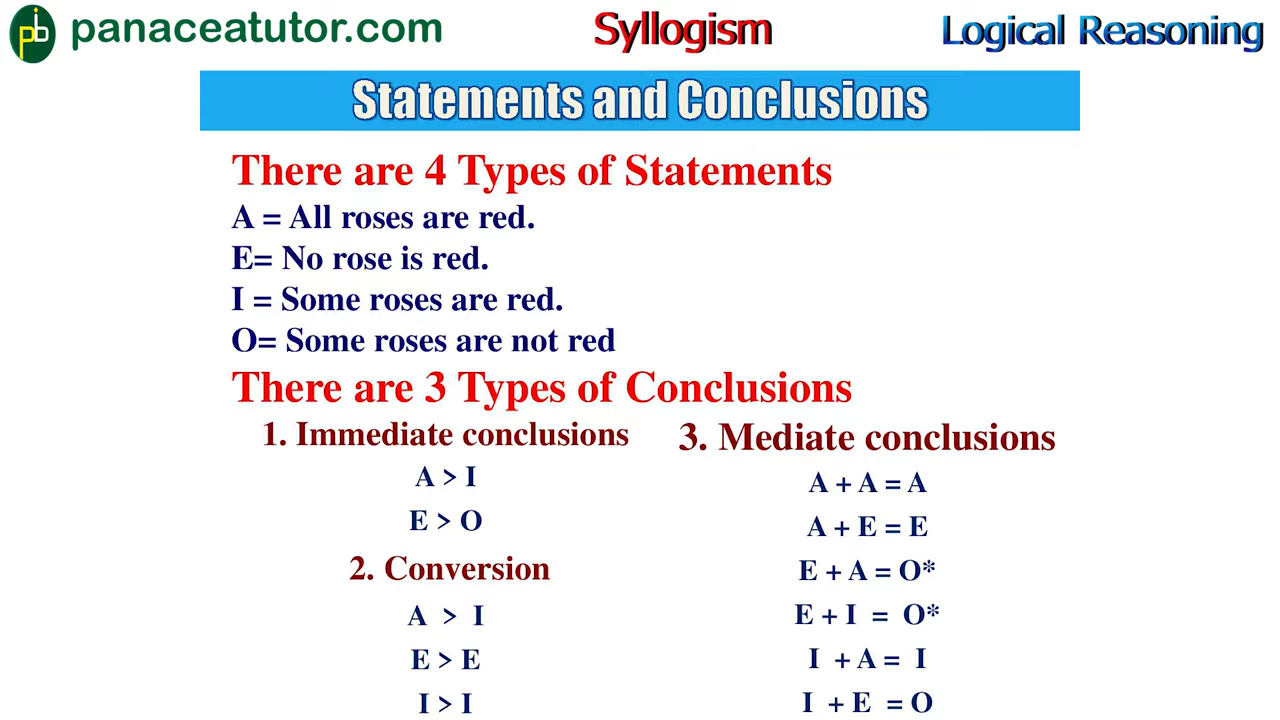 panaceatutor.com
Syllogism
Logical Reasoning
Statements and Conclusions
There are 4 Types of Statements
A = All roses are red.
E= No rose is red.
I = Some roses are red.
O= Some roses are not red
There are 3 Types of Conclusions
1. Immediate conclusions
A > I
E > O
2. Conversion
A > I
E > E
I > I
3. Mediate conclusions
A + A = A
A + E = E
E + A = O*
E + I = O*
I + A = I
I + E = O